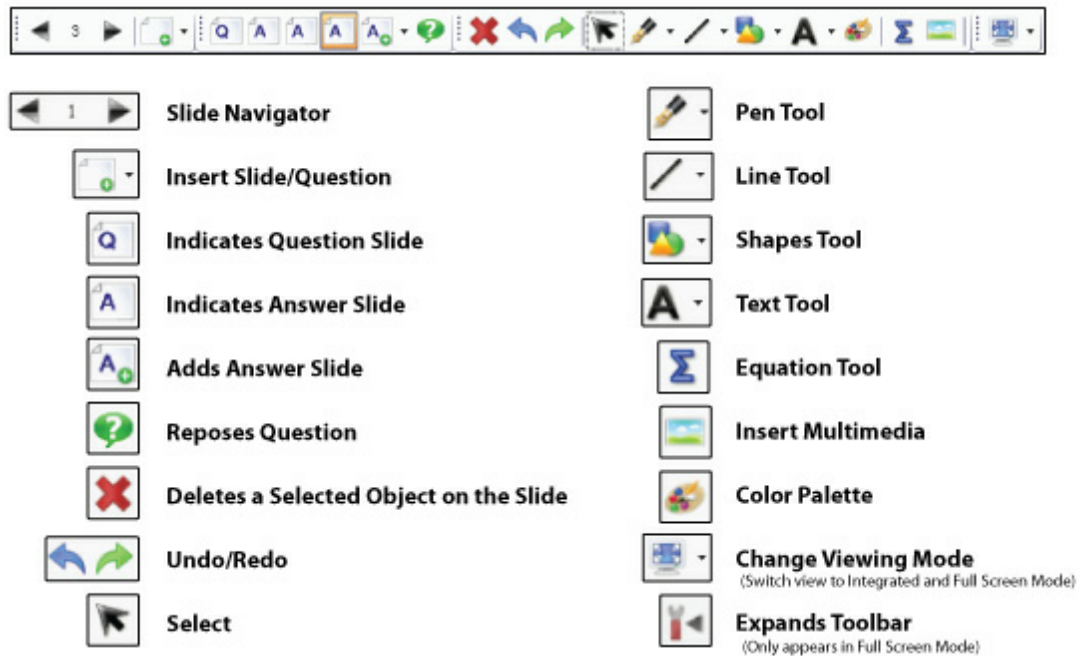 3 Q A A A A ? A Σ
1 Slide Navigator
Insert Slide/Question
Q Indicates Question Slide
A Indicates Answer Slide
A Adds Answer Slide
? Reposes Question
Deletes a Selected Object on the Slide
Undo/Redo
Select
Pen Tool
Line Tool
Shapes Tool
A Text Tool
Σ Equation Tool
Insert Multimedia
Color Palette
Change Viewing Mode
(Switch view to Integrated and Full Screen Mode)
Expands Toolbar
(Only appears in Full Screen Mode)